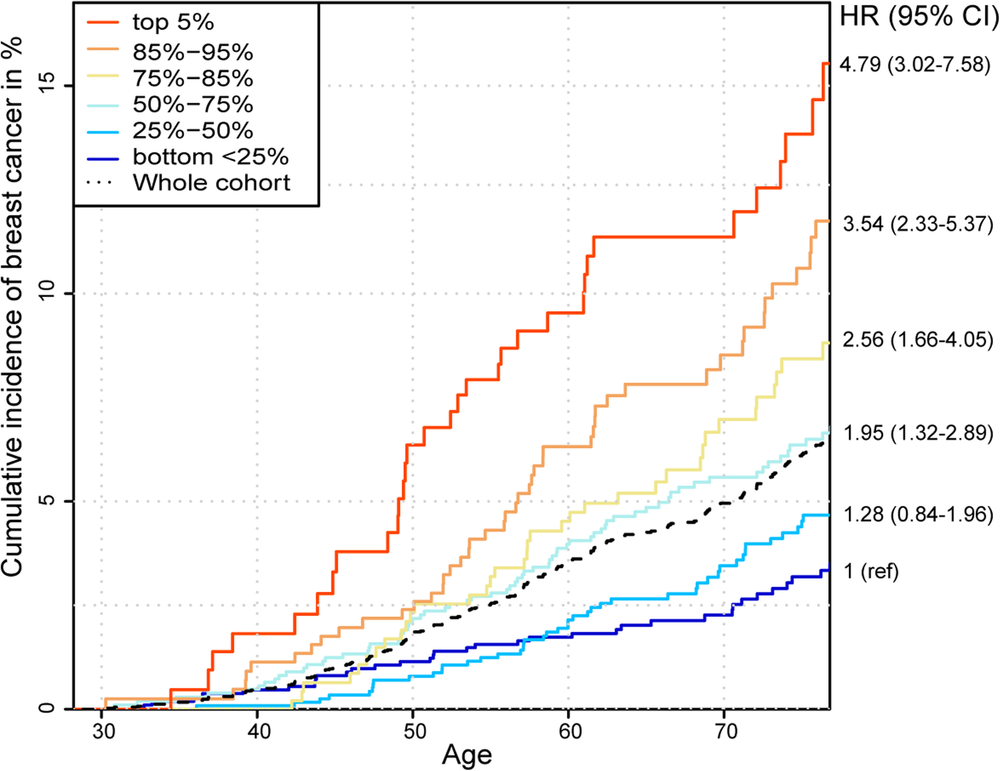 HR (95% CI)
top 5%
85%−95%
75%−85%
50%−75%
25%−50%
bottom <25%
Whole cohort
4.79 (3.02-7.58)
3.54 (2.33-5.37)
2.56 (1.66-4.05)
1.95 (1.32-2.89)
1.28 (0.84-1.96)
1 (ref)
Cumulative incidence of breast cancer in %
15
10
5
0
30 40 50 60 70
Age